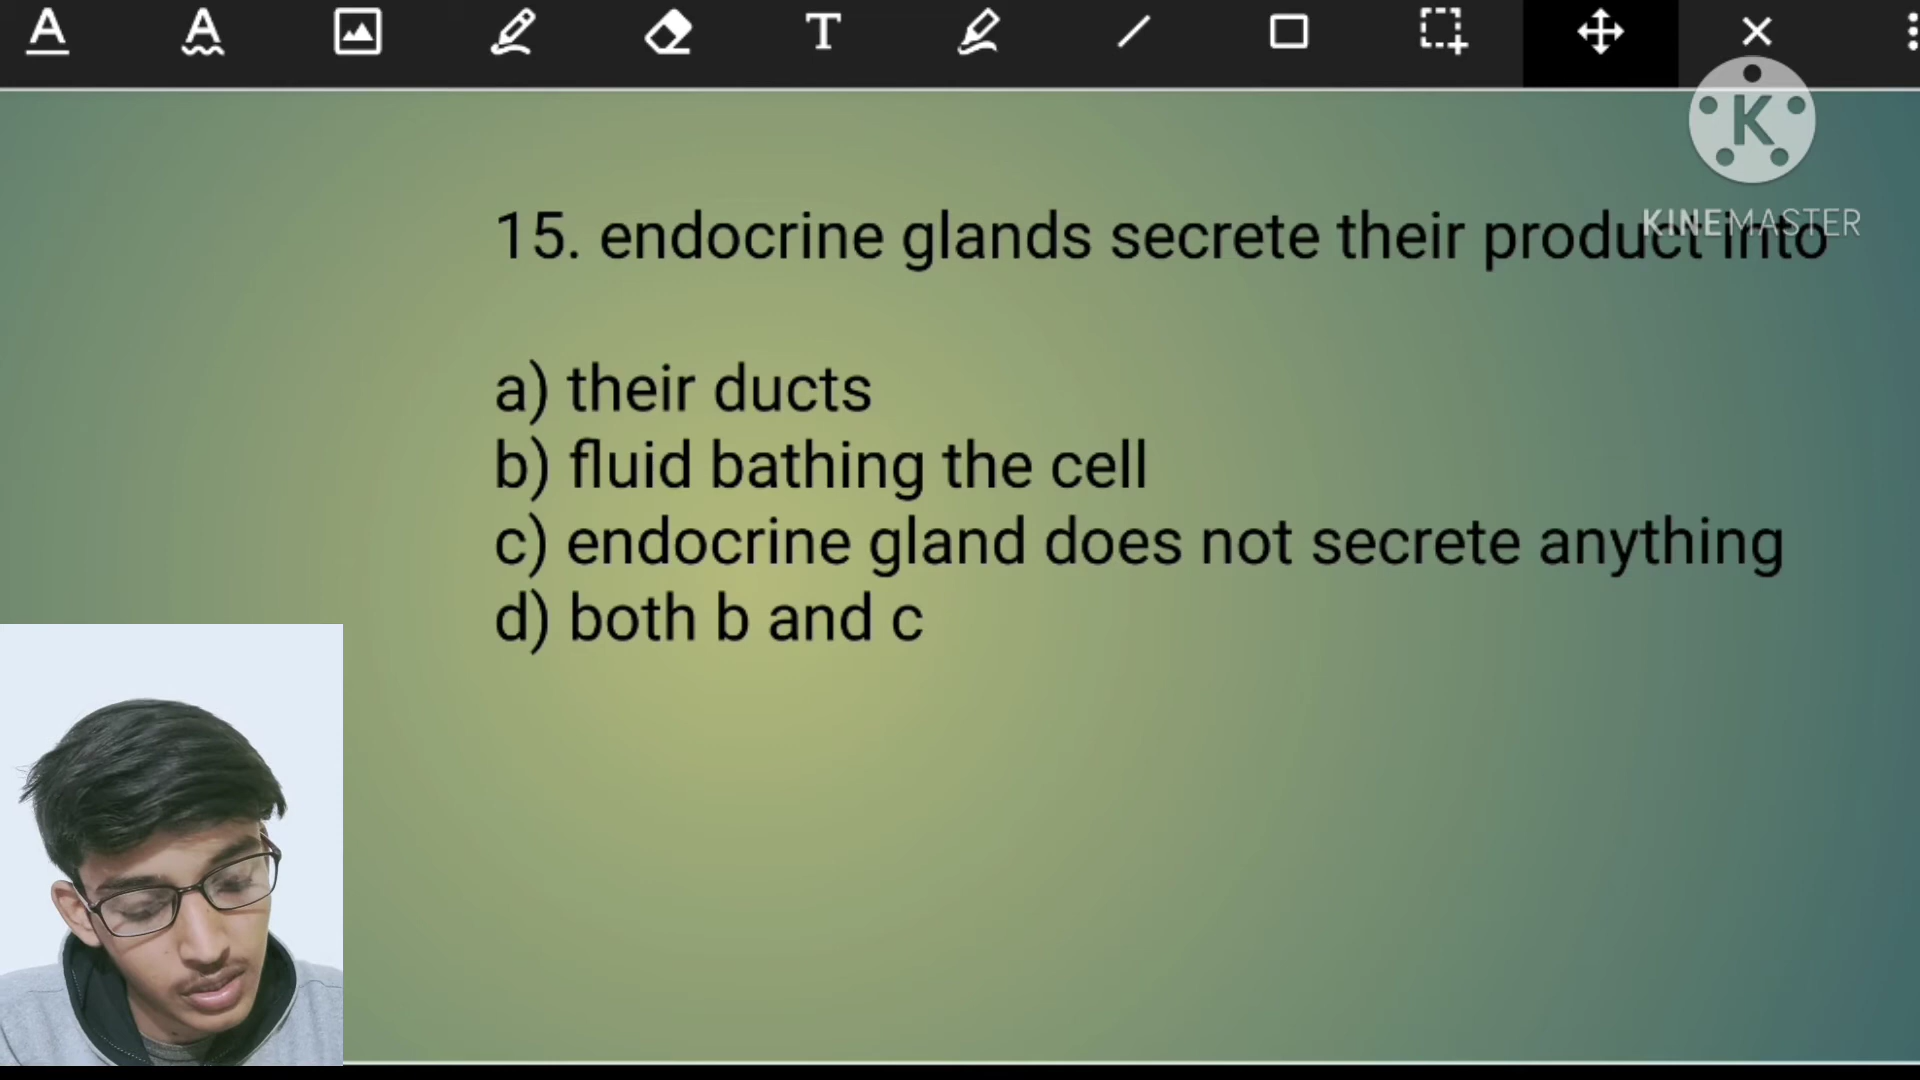 T
K
KINEMASTER
15. endocrine glands secrete their product into
a) their ducts
b) fluid bathing the cell
c) endocrine gland does not secrete anything
d) both b and c